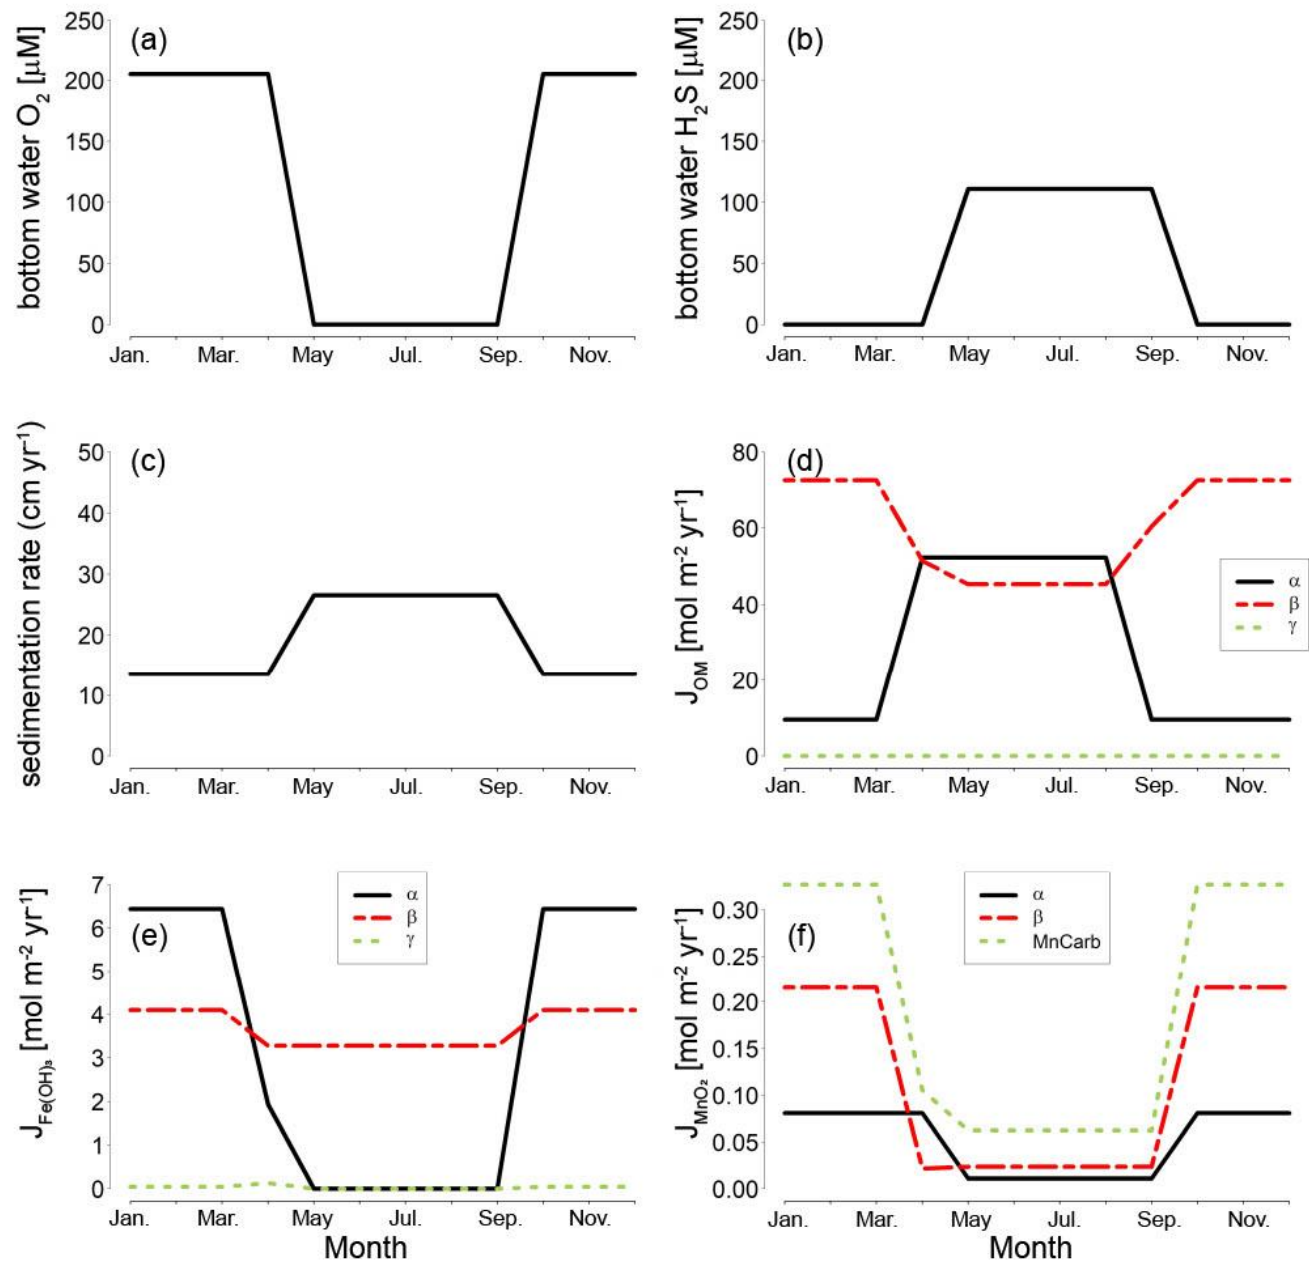 (a)
bottom water O₂ [μM]
250
200
150
100
50
0
Jan. Mar. May Jul. Sep. Nov.
(b)
bottom water H₂S [μM]
250
200
150
100
50
0
Jan. Mar. May Jul. Sep. Nov.
(c)
sedimentation rate (cm yr⁻¹)
50
40
30
20
10
0
Jan. Mar. May Jul. Sep. Nov.
(d)
J_OM [mol m⁻² yr⁻¹]
80
60
40
20
0
α
β
γ
Jan. Mar. May Jul. Sep. Nov.
(e)
J_Fe(OH)₃ [mol m⁻² yr⁻¹]
7
6
5
4
3
2
1
0
α
β
γ
Jan. Mar. May Jul. Sep. Nov.
Month
(f)
J_MnO₂ [mol m⁻² yr⁻¹]
0.30
0.25
0.20
0.15
0.10
0.05
0.00
α
β
MnCarb
Jan. Mar. May Jul. Sep. Nov.
Month